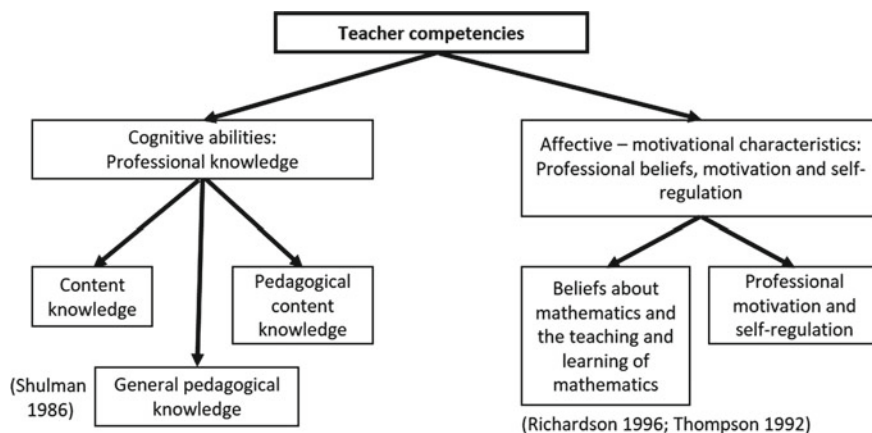 Teacher competencies
Cognitive abilities:
Professional knowledge
Affective – motivational characteristics:
Professional beliefs, motivation and self-
regulation
Content
knowledge
Pedagogical
content
knowledge
Beliefs about
mathematics and
the teaching and
learning of
mathematics
Professional
motivation and
self-regulation
(Shulman
1986)
General pedagogical
knowledge
(Richardson 1996; Thompson 1992)